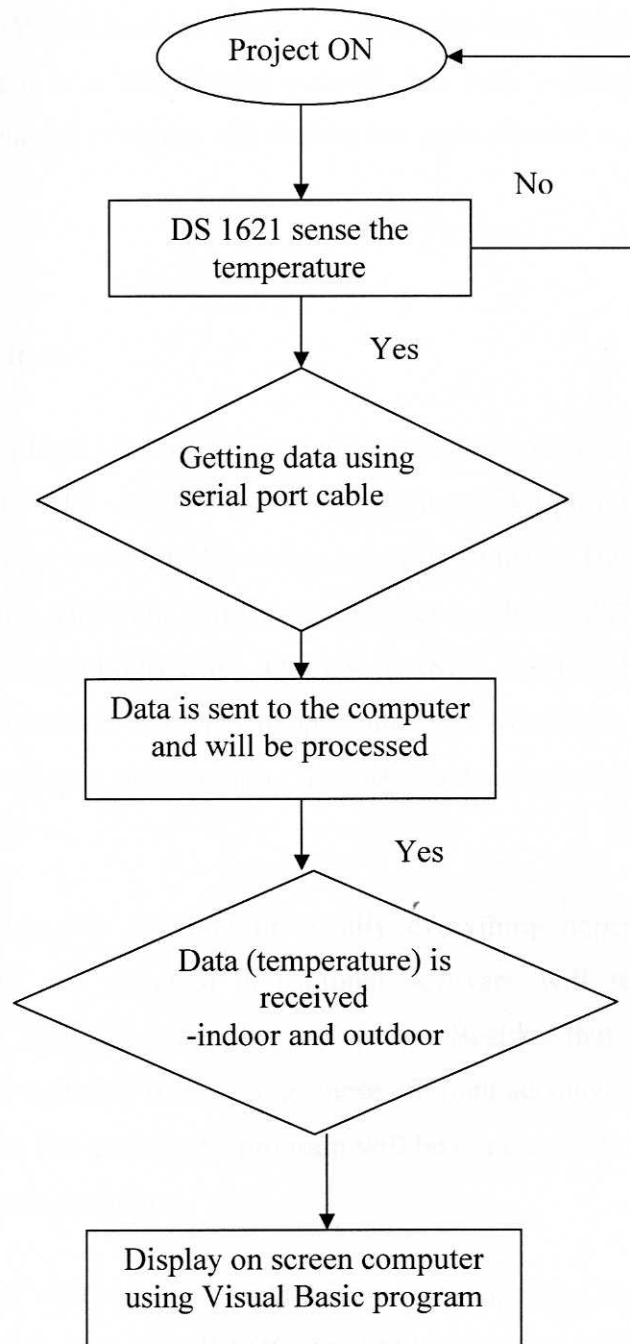 Project ON
No
DS 1621 sense the
temperature
Yes
Getting data using
serial port cable
Data is sent to the computer
and will be processed
Yes
Data (temperature) is
received
-indoor and outdoor
Display on screen computer
using Visual Basic program